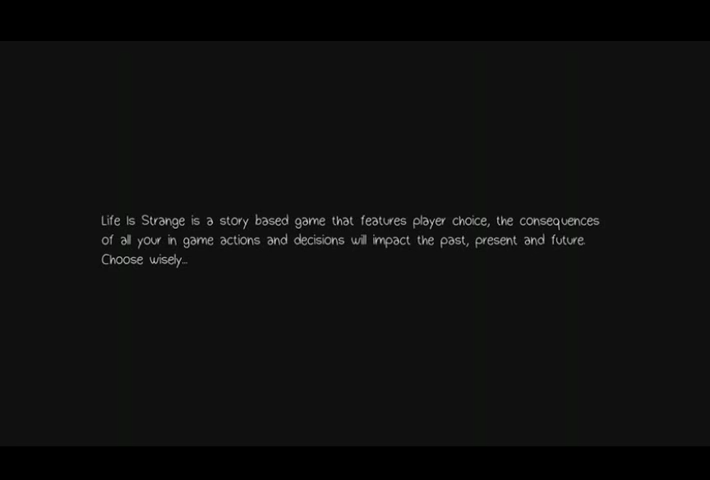 Life Is Strange is a story based game that features player choice, the consequences
of all your in game actions and decisions will impact the past, present and future.
Choose wisely...